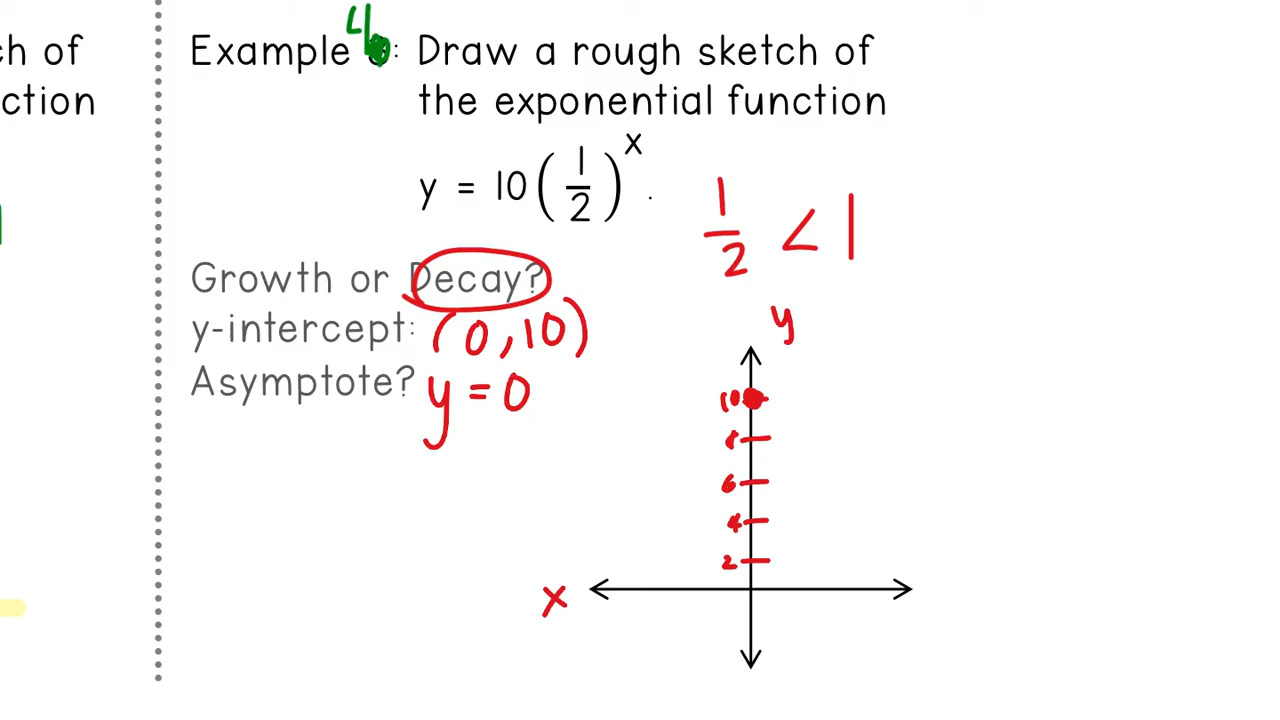 ch of
ction
Example 4: Draw a rough sketch of
the exponential function
y = 10(1/2)^x.
1/2 < 1
Growth or Decay?
y-intercept: (0,10)
Asymptote? y = 0
y
10
8
6
4
2
x